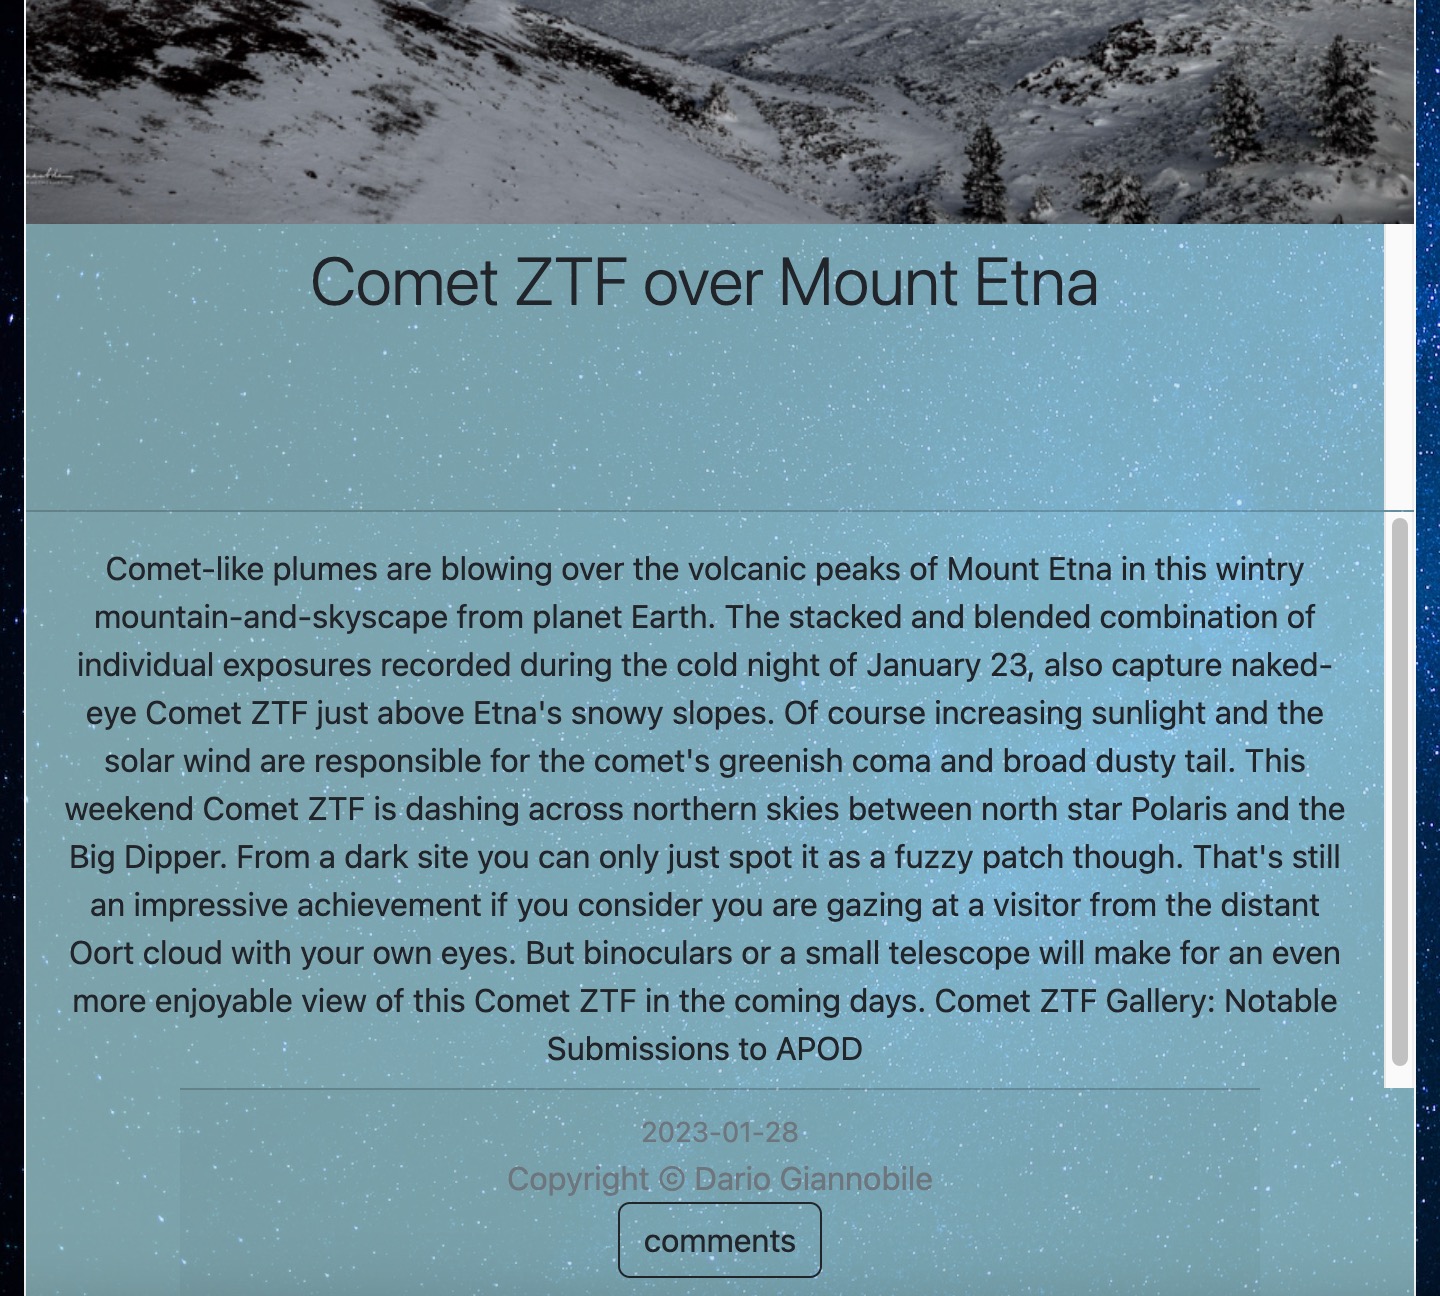 Comet ZTF over Mount Etna
Comet-like plumes are blowing over the volcanic peaks of Mount Etna in this wintry
mountain-and-skyscape from planet Earth. The stacked and blended combination of
individual exposures recorded during the cold night of January 23, also capture naked-
eye Comet ZTF just above Etna's snowy slopes. Of course increasing sunlight and the
solar wind are responsible for the comet's greenish coma and broad dusty tail. This
weekend Comet ZTF is dashing across northern skies between north star Polaris and the
Big Dipper. From a dark site you can only just spot it as a fuzzy patch though. That's still
an impressive achievement if you consider you are gazing at a visitor from the distant
Oort cloud with your own eyes. But binoculars or a small telescope will make for an even
more enjoyable view of this Comet ZTF in the coming days. Comet ZTF Gallery: Notable
Submissions to APOD
2023-01-28
Copyright © Dario Giannobile
comments